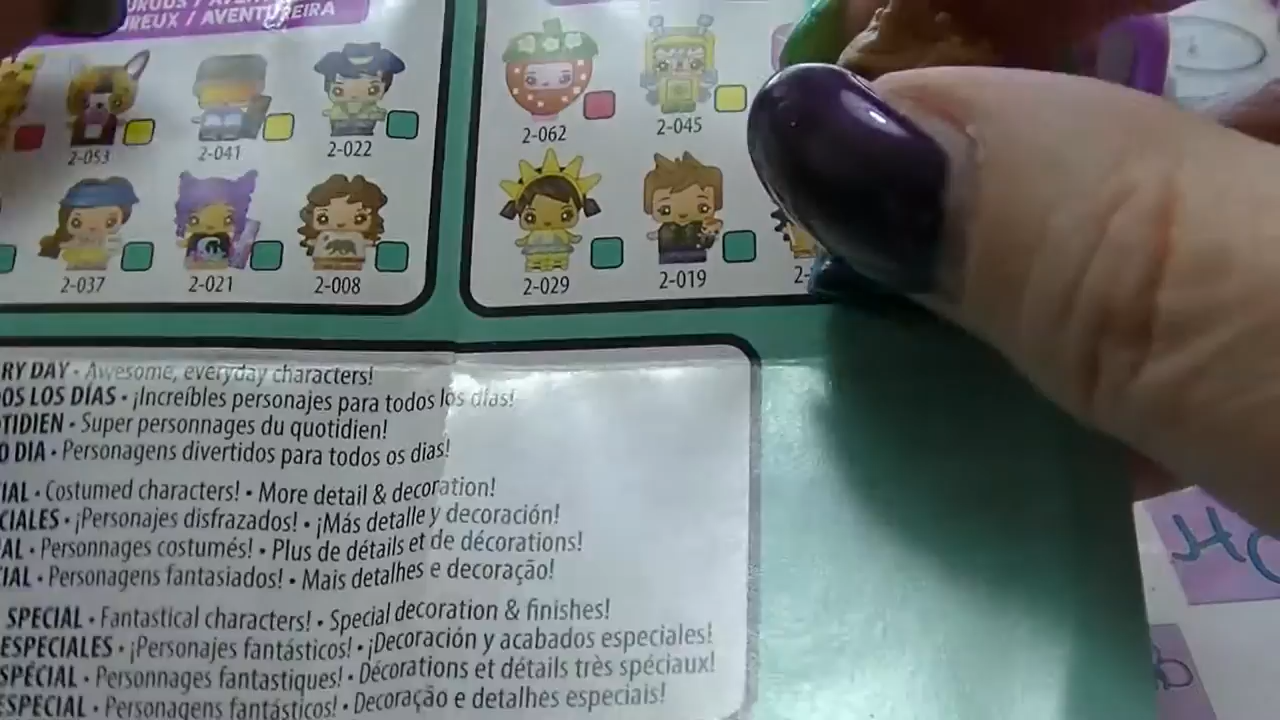 REUX / AVENTUREIRA
2-053 2-041 2-022
2-037 2-021 2-008
2-062 2-045
2-029 2-019 2-
RY DAY • Awesome, everyday characters!
OS LOS DÍAS • ¡Increíbles personajes para todos los días!
TIDIEN • Super personnages du quotidien!
O DIA • Personagens divertidos para todos os dias!
IAL • Costumed characters! • More detail & decoration!
CIALES • ¡Personajes disfrazados! • ¡Más detalle y decoración!
AL • Personnages costumés! • Plus de détails et de décorations!
IAL • Personagens fantasiados! • Mais detalhes e decoração!
SPECIAL • Fantastical characters! • Special decoration & finishes!
ESPECIALES • ¡Personajes fantásticos! • ¡Decoración y acabados especiales!
SPÉCIAL • Personnages fantastiques! • Décorations et détails très spéciaux!
ESPECIAL • Personagens fantásticos! • Decoração e detalhes especiais!